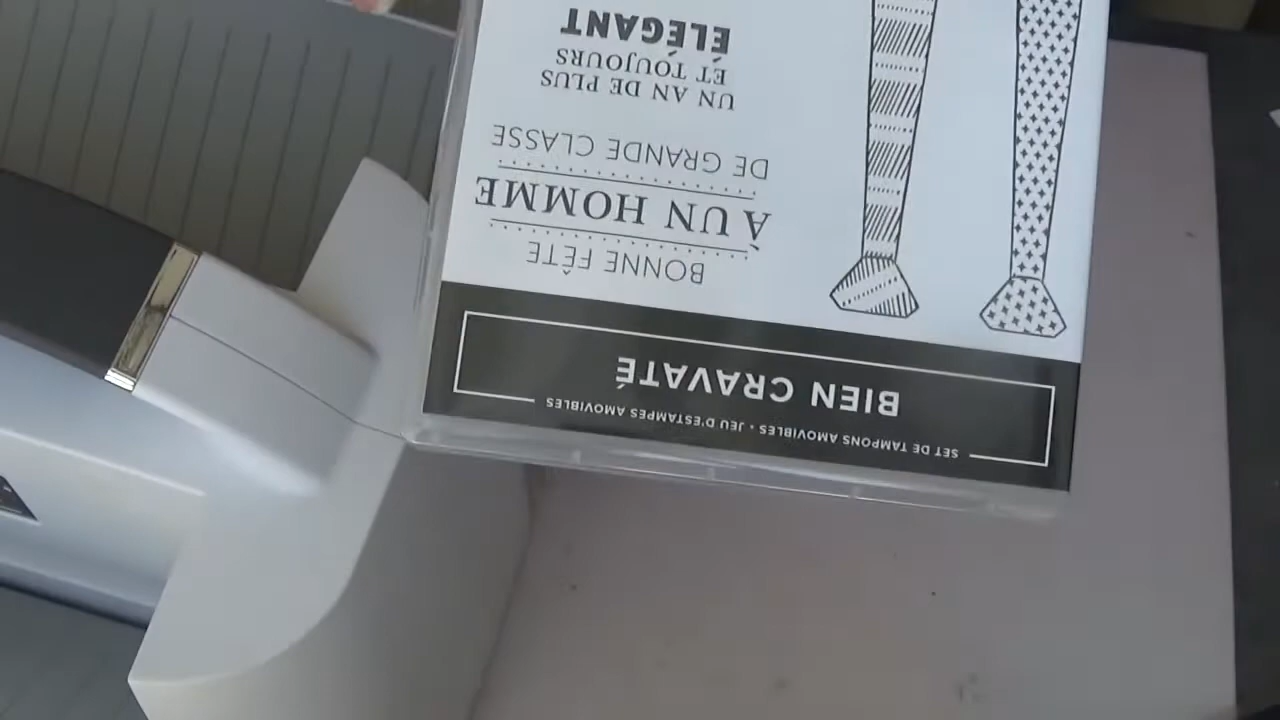 SET DE TAMPONS AMOVIBLES • JEU D'ESTAMPES AMOVIBLES
BIEN CRAVATÉ
BONNE FÊTE
À UN HOMME
DE GRANDE CLASSE
UN AN DE PLUS
ET TOUJOURS
ÉLÉGANT